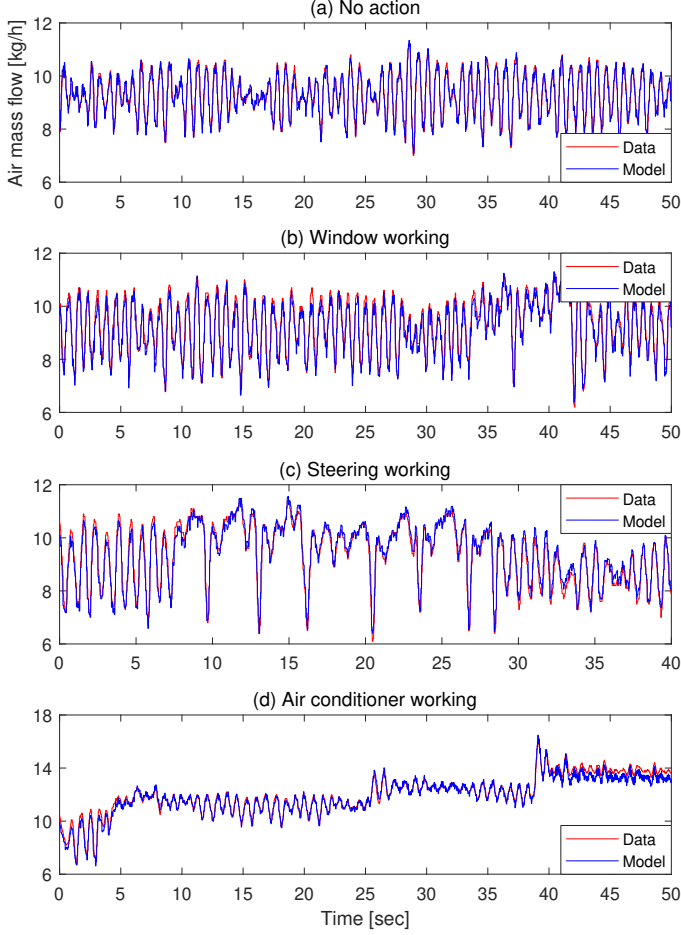 (a) No action
Air mass flow [kg/h]
12
10
8
6
0 5 10 15 20 25 30 35 40 45 50
Data
Model
(b) Window working
12
10
8
6
0 5 10 15 20 25 30 35 40 45 50
Data
Model
(c) Steering working
12
10
8
6
0 5 10 15 20 25 30 35 40
Data
Model
(d) Air conditioner working
18
14
10
6
0 5 10 15 20 25 30 35 40 45 50
Data
Model
Time [sec]